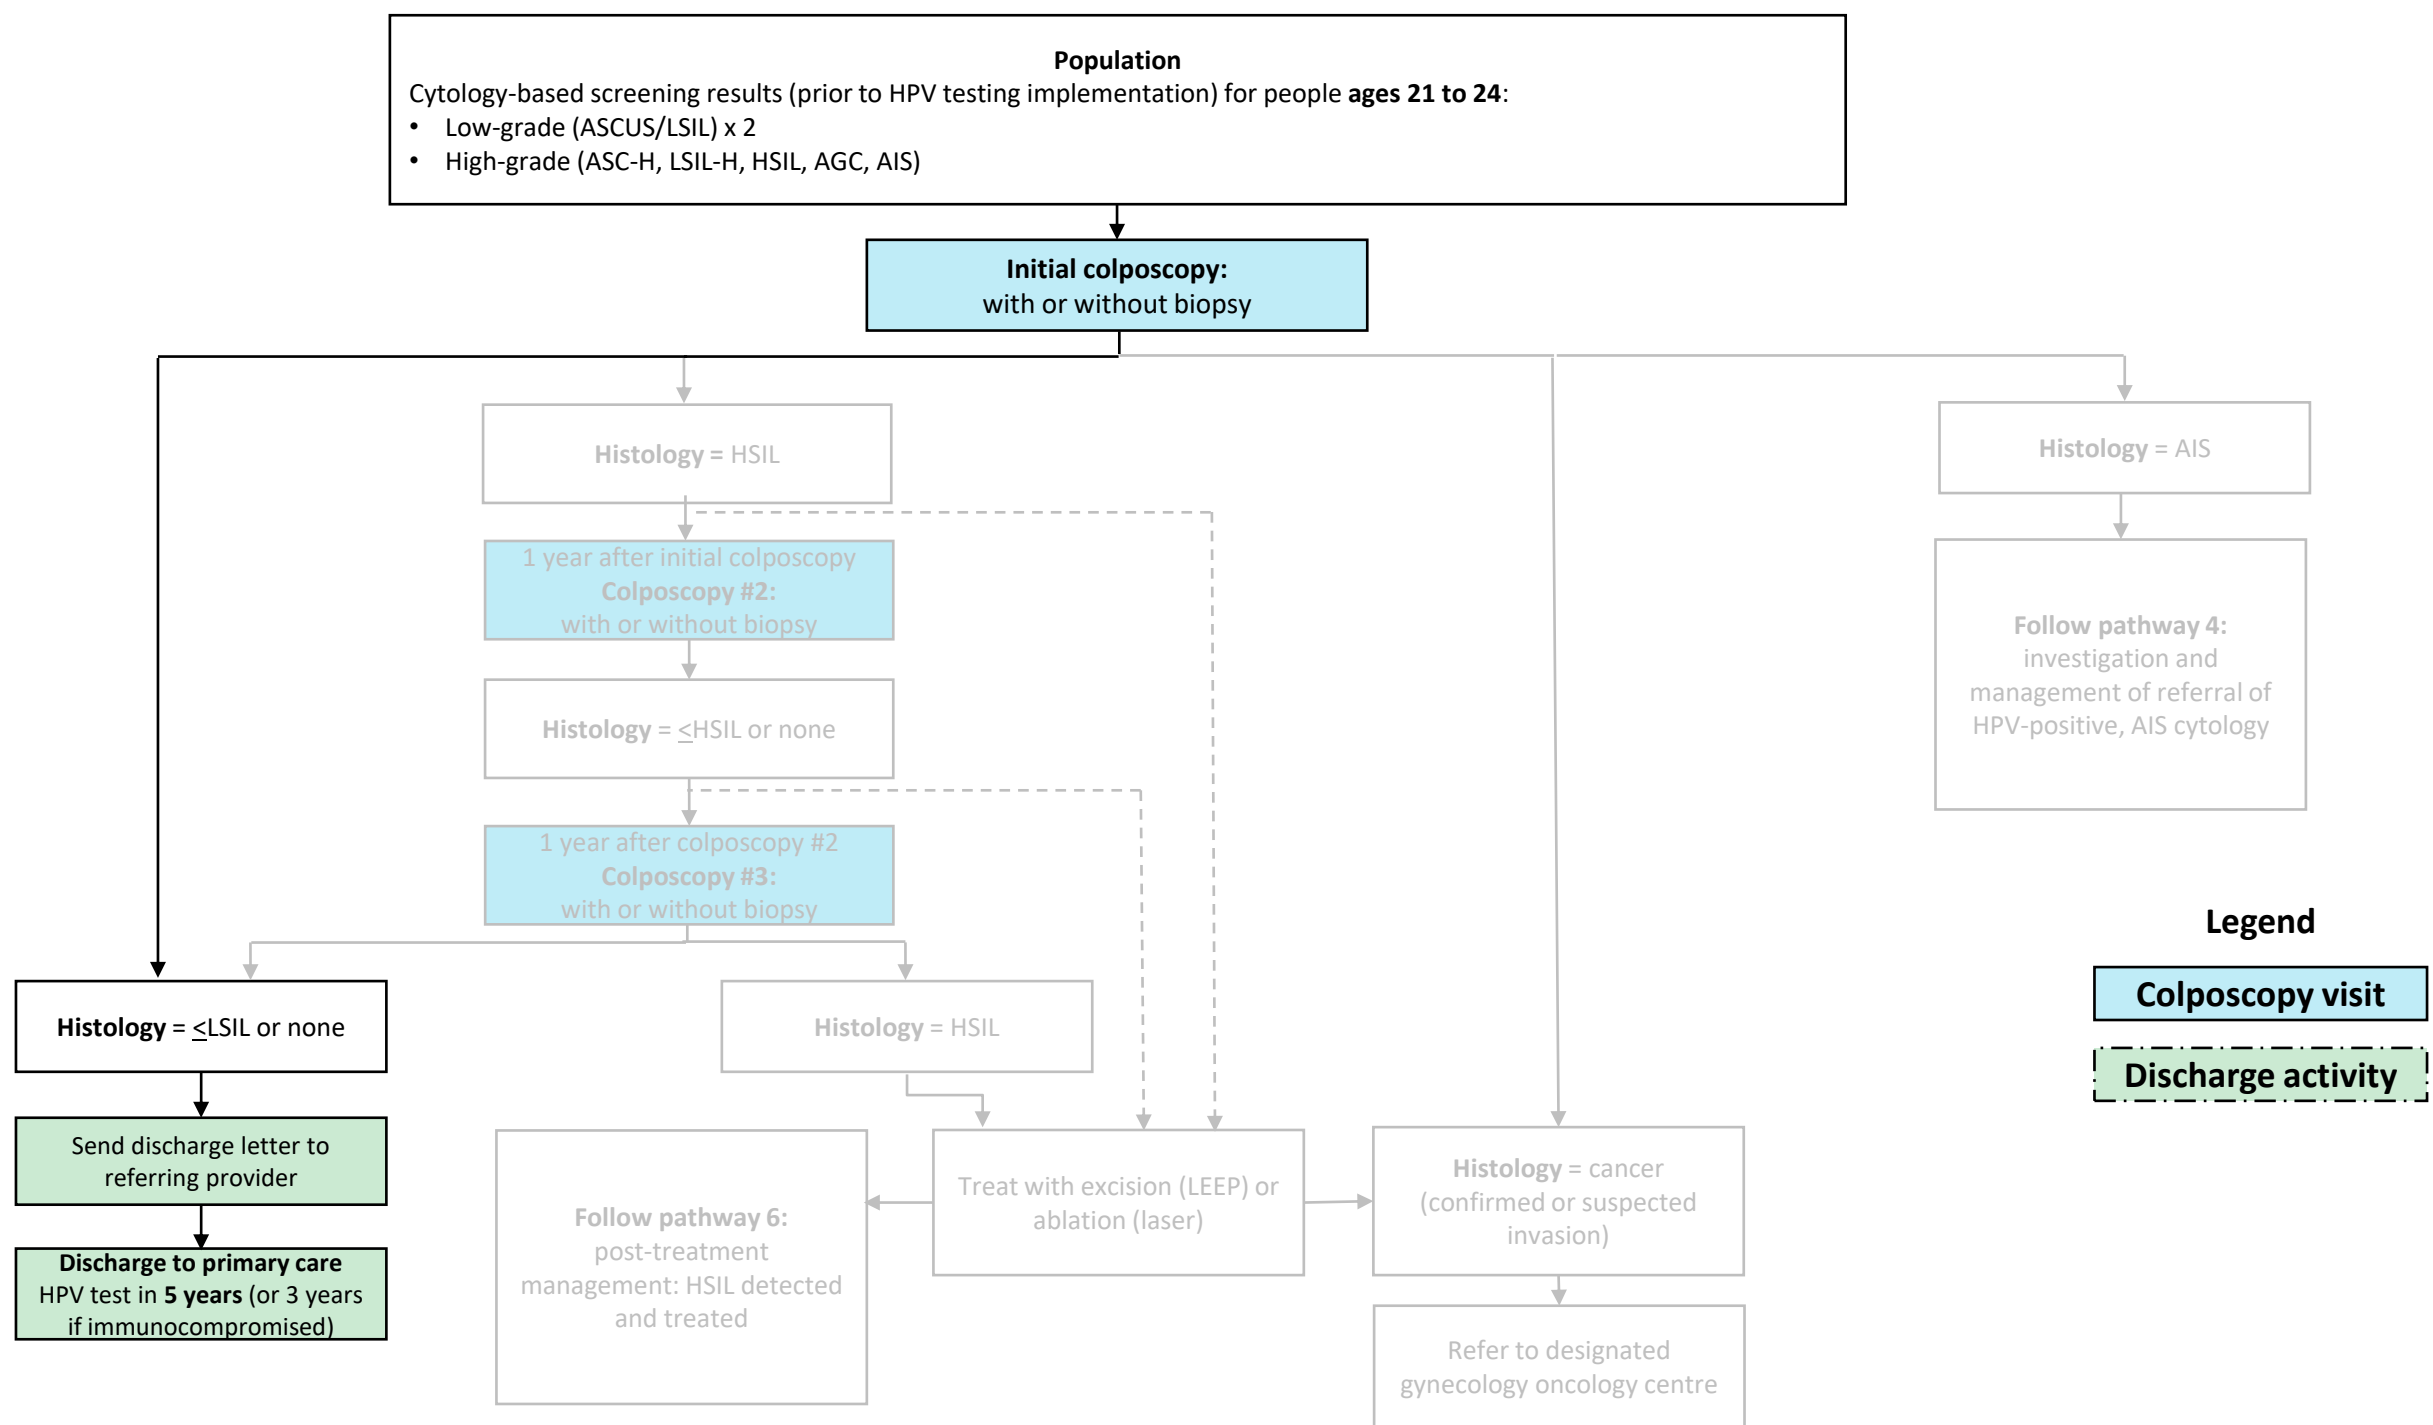 Population
Cytology-based screening results (prior to HPV testing implementation) for people ages 21 to 24:
• Low-grade (ASCUS/LSIL) x 2
• High-grade (ASC-H, LSIL-H, HSIL, AGC, AIS)
Initial colposcopy:
with or without biopsy
Histology = HSIL
Histology = AIS
1 year after initial colposcopy
Colposcopy #2:
with or without biopsy
Follow pathway 4:
investigation and
management of referral of
HPV-positive, AIS cytology
Histology = ≤HSIL or none
1 year after colposcopy #2
Colposcopy #3:
with or without biopsy
Legend
Colposcopy visit
Discharge activity
Histology = ≤LSIL or none
Histology = HSIL
Send discharge letter to
referring provider
Discharge to primary care
HPV test in 5 years (or 3 years
if immunocompromised)
Follow pathway 6:
post-treatment
management: HSIL detected
and treated
Treat with excision (LEEP) or
ablation (laser)
Histology = cancer
(confirmed or suspected
invasion)
Refer to designated
gynecology oncology centre